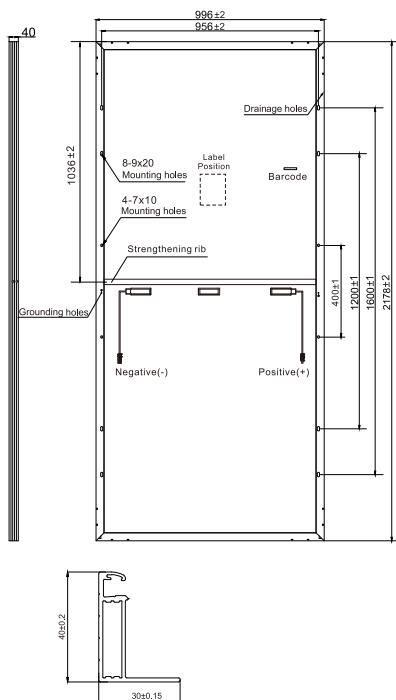 996±2
956±2
40
Drainage holes
1036±2
8-9x20
Mounting holes
Label
Position
Barcode
4-7x10
Mounting holes
Strengthening rib
400±1
1200±1
1600±1
2178±2
Grounding holes
Negative(-)
Positive(+)
40±0.2
30±0.15